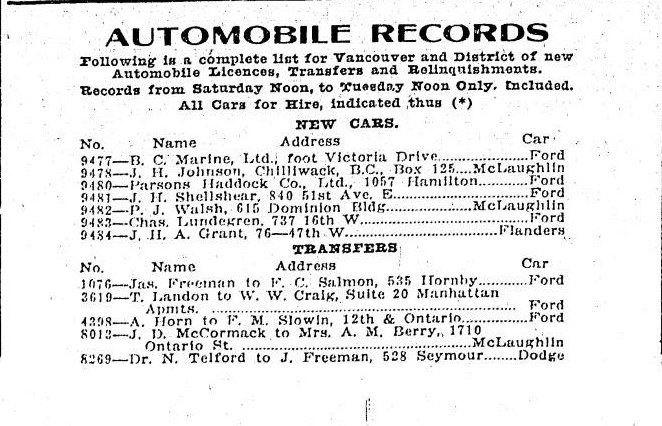 AUTOMOBILE RECORDS
Following is a complete list for Vancouver and District of new
Automobile Licences, Transfers and Relinquishments.
Records from Saturday Noon, to Tuesday Noon Only, Included.
All Cars for Hire, indicated thus (*)
NEW CARS.
No. Name Address Car
9477—B. C. Marine, Ltd., foot Victoria Drive.......................Ford
9478—J. H. Johnson, Chilliwack, B.C., Box 125....McLaughlin
9480—Parsons Haddock Co., Ltd., 1057 Hamilton.............Ford
9481—J. H. Shellshear, 840 51st Ave. E...........................Ford
9482—P. J. Walsh, 615 Dominion Bldg......................McLaughlin
9483—Chas. Lundegren, 737 16th W..................................Ford
9484—J. H. A. Grant, 76—47th W........................................Flanders
TRANSFERS
No. Name Address Car
1076—Jas. Freeman to F. C. Salmon, 535 Hornby............Ford
3619—T. Landon to W. W. Craig, Suite 20 Manhattan
Apmts. ........................................................... Ford
4398—A. Horn to F. M. Slowin, 12th & Ontario.................Ford
8013—J. D. McCormack to Mrs. A. M. Berry, 1710
Ontario St. .............................................McLaughlin
8269—Dr. N. Telford to J. Freeman, 528 Seymour........Dodge